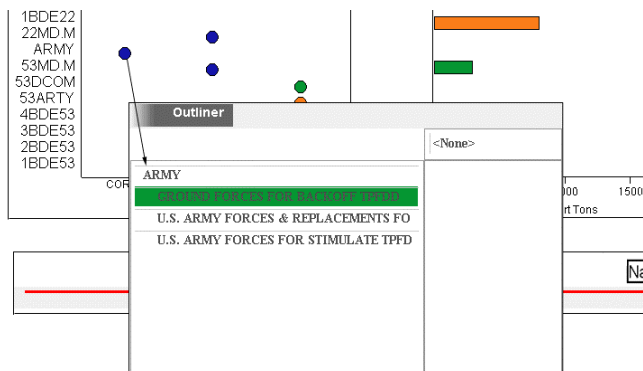 1BDE22
22MD.M
ARMY
53MD.M
53DCOM
53ARTY
4BDE53
3BDE53
2BDE53
1BDE53
COR
Outliner
<None>
ARMY
GROUND FORCES FOR BACKOFF TPFDD
U.S. ARMY FORCES & REPLACEMENTS FO
U.S. ARMY FORCES FOR STIMULATE TPFD
000
1500
rt Tons
Na